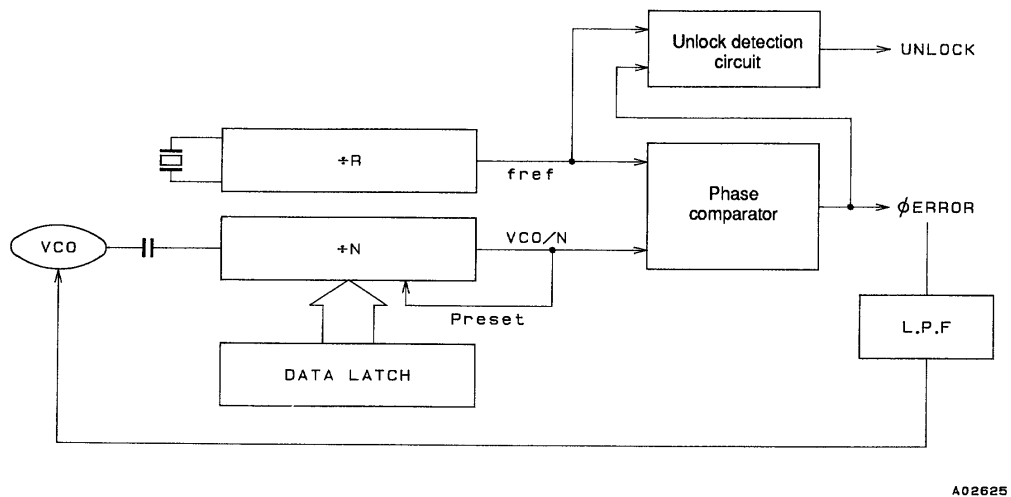 Unlock detection
circuit
UNLOCK
÷R
fref
Phase
comparator
φERROR
VCO
÷N
VCO/N
Preset
L.P.F
DATA LATCH
A02625